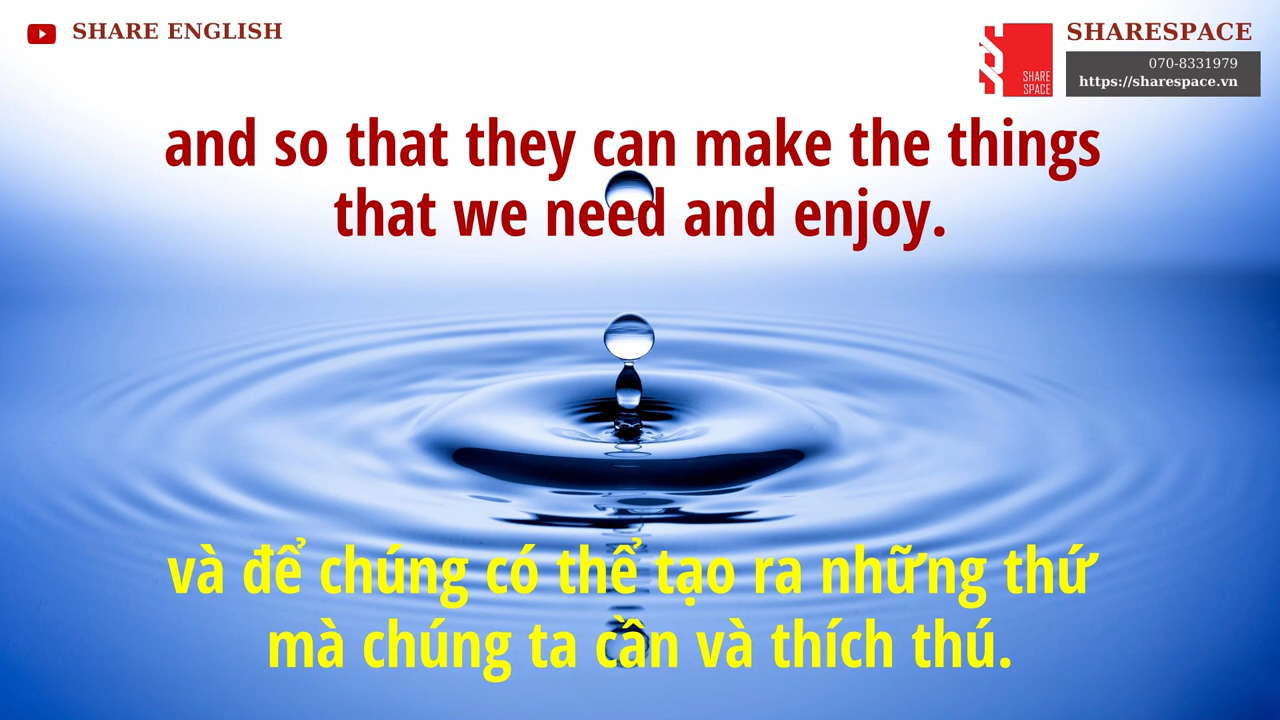 SHARE ENGLISH
SHARESPACE
070-8331979
https://sharespace.vn
SHARE
SPACE
and so that they can make the things
that we need and enjoy.
và để chúng có thể tạo ra những thứ
mà chúng ta cần và thích thú.